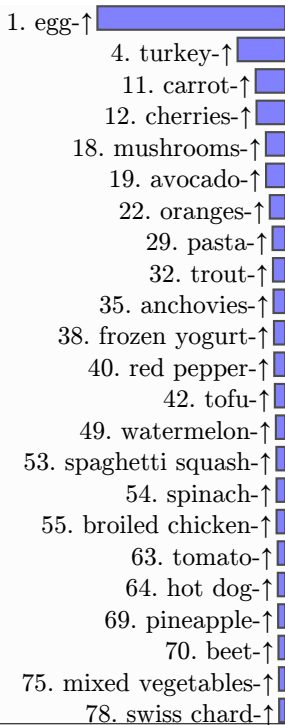 1. egg-↑
4. turkey-↑
11. carrot-↑
12. cherries-↑
18. mushrooms-↑
19. avocado-↑
22. oranges-↑
29. pasta-↑
32. trout-↑
35. anchovies-↑
38. frozen yogurt-↑
40. red pepper-↑
42. tofu-↑
49. watermelon-↑
53. spaghetti squash-↑
54. spinach-↑
55. broiled chicken-↑
63. tomato-↑
64. hot dog-↑
69. pineapple-↑
70. beet-↑
75. mixed vegetables-↑
78. swiss chard-↑